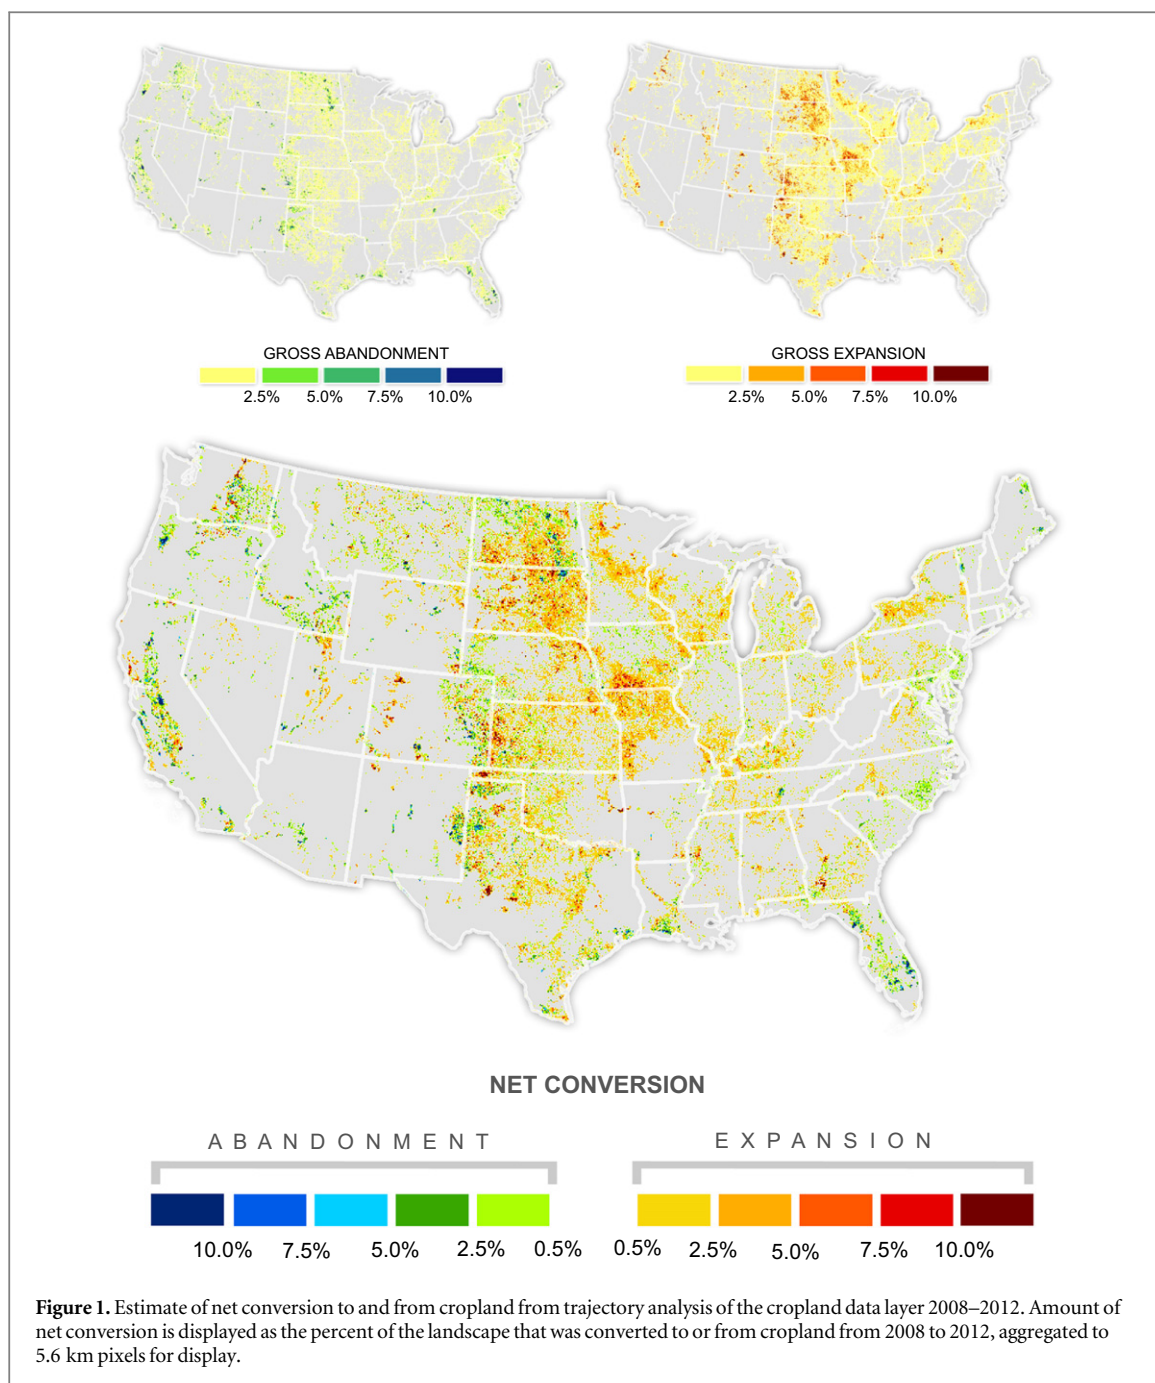 GROSS ABANDONMENT
2.5% 5.0% 7.5% 10.0%
GROSS EXPANSION
2.5% 5.0% 7.5% 10.0%
NET CONVERSION
ABANDONMENT
EXPANSION
10.0% 7.5% 5.0% 2.5% 0.5%
0.5% 2.5% 5.0% 7.5% 10.0%
Figure 1. Estimate of net conversion to and from cropland from trajectory analysis of the cropland data layer 2008–2012. Amount of
net conversion is displayed as the percent of the landscape that was converted to or from cropland from 2008 to 2012, aggregated to
5.6 km pixels for display.